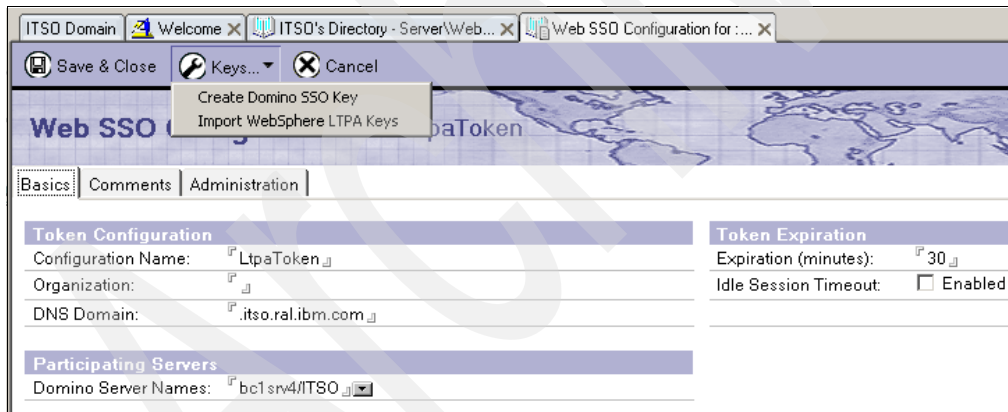 ITSO Domain Welcome ITSO's Directory - Server\Web... Web SSO Configuration for :...
Save & Close Keys... Cancel
Create Domino SSO Key
Import WebSphere LTPA Keys
Web SSO paToken
Basics Comments Administration
Token Configuration Token Expiration
Configuration Name: LtpaToken Expiration (minutes): 30
Organization: Idle Session Timeout: Enabled
DNS Domain: .itso.ral.ibm.com
Participating Servers
Domino Server Names: bc1srv4/ITSO